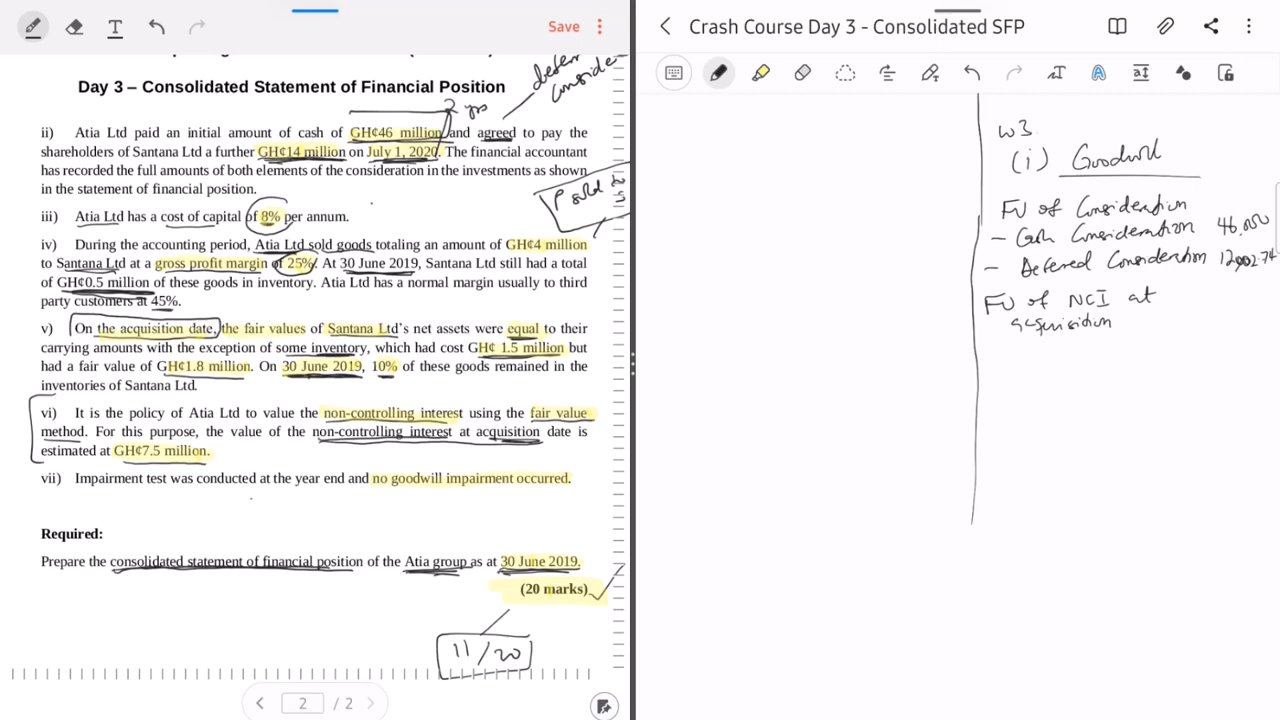 Save
Crash Course Day 3 - Consolidated SFP
Day 3 – Consolidated Statement of Financial Position
2 yrs
ii) Atia Ltd paid an initial amount of cash of GH¢46 million and agreed to pay the
shareholders of Santana Ltd a further GH¢14 million on July 1, 2020. The financial accountant
has recorded the full amounts of both elements of the consideration in the investments as shown
in the statement of financial position.
P sold to
iii) Atia Ltd has a cost of capital of 8% per annum.
iv) During the accounting period, Atia Ltd sold goods totaling an amount of GH¢4 million
to Santana Ltd at a gross profit margin of 25%. At 30 June 2019, Santana Ltd still had a total
of GH¢0.5 million of these goods in inventory. Atia Ltd has a normal margin usually to third
party customers at 45%.
v) On the acquisition date, the fair values of Santana Ltd's net assets were equal to their
carrying amounts with the exception of some inventory, which had cost GH¢ 1.5 million but
had a fair value of GH¢1.8 million. On 30 June 2019, 10% of these goods remained in the
inventories of Santana Ltd.
vi) It is the policy of Atia Ltd to value the non-controlling interest using the fair value
method. For this purpose, the value of the non-controlling interest at acquisition date is
estimated at GH¢7.5 million.
vii) Impairment test was conducted at the year end and no goodwill impairment occurred.
Required:
Prepare the consolidated statement of financial position of the Atia group as at 30 June 2019.
(20 marks)
11/20
2 / 2
W3.
(i) Goodwill
FV of Consideration
- Cash Consideration 46,000
- Deferred Consideration
FV of NCI at
acquisition